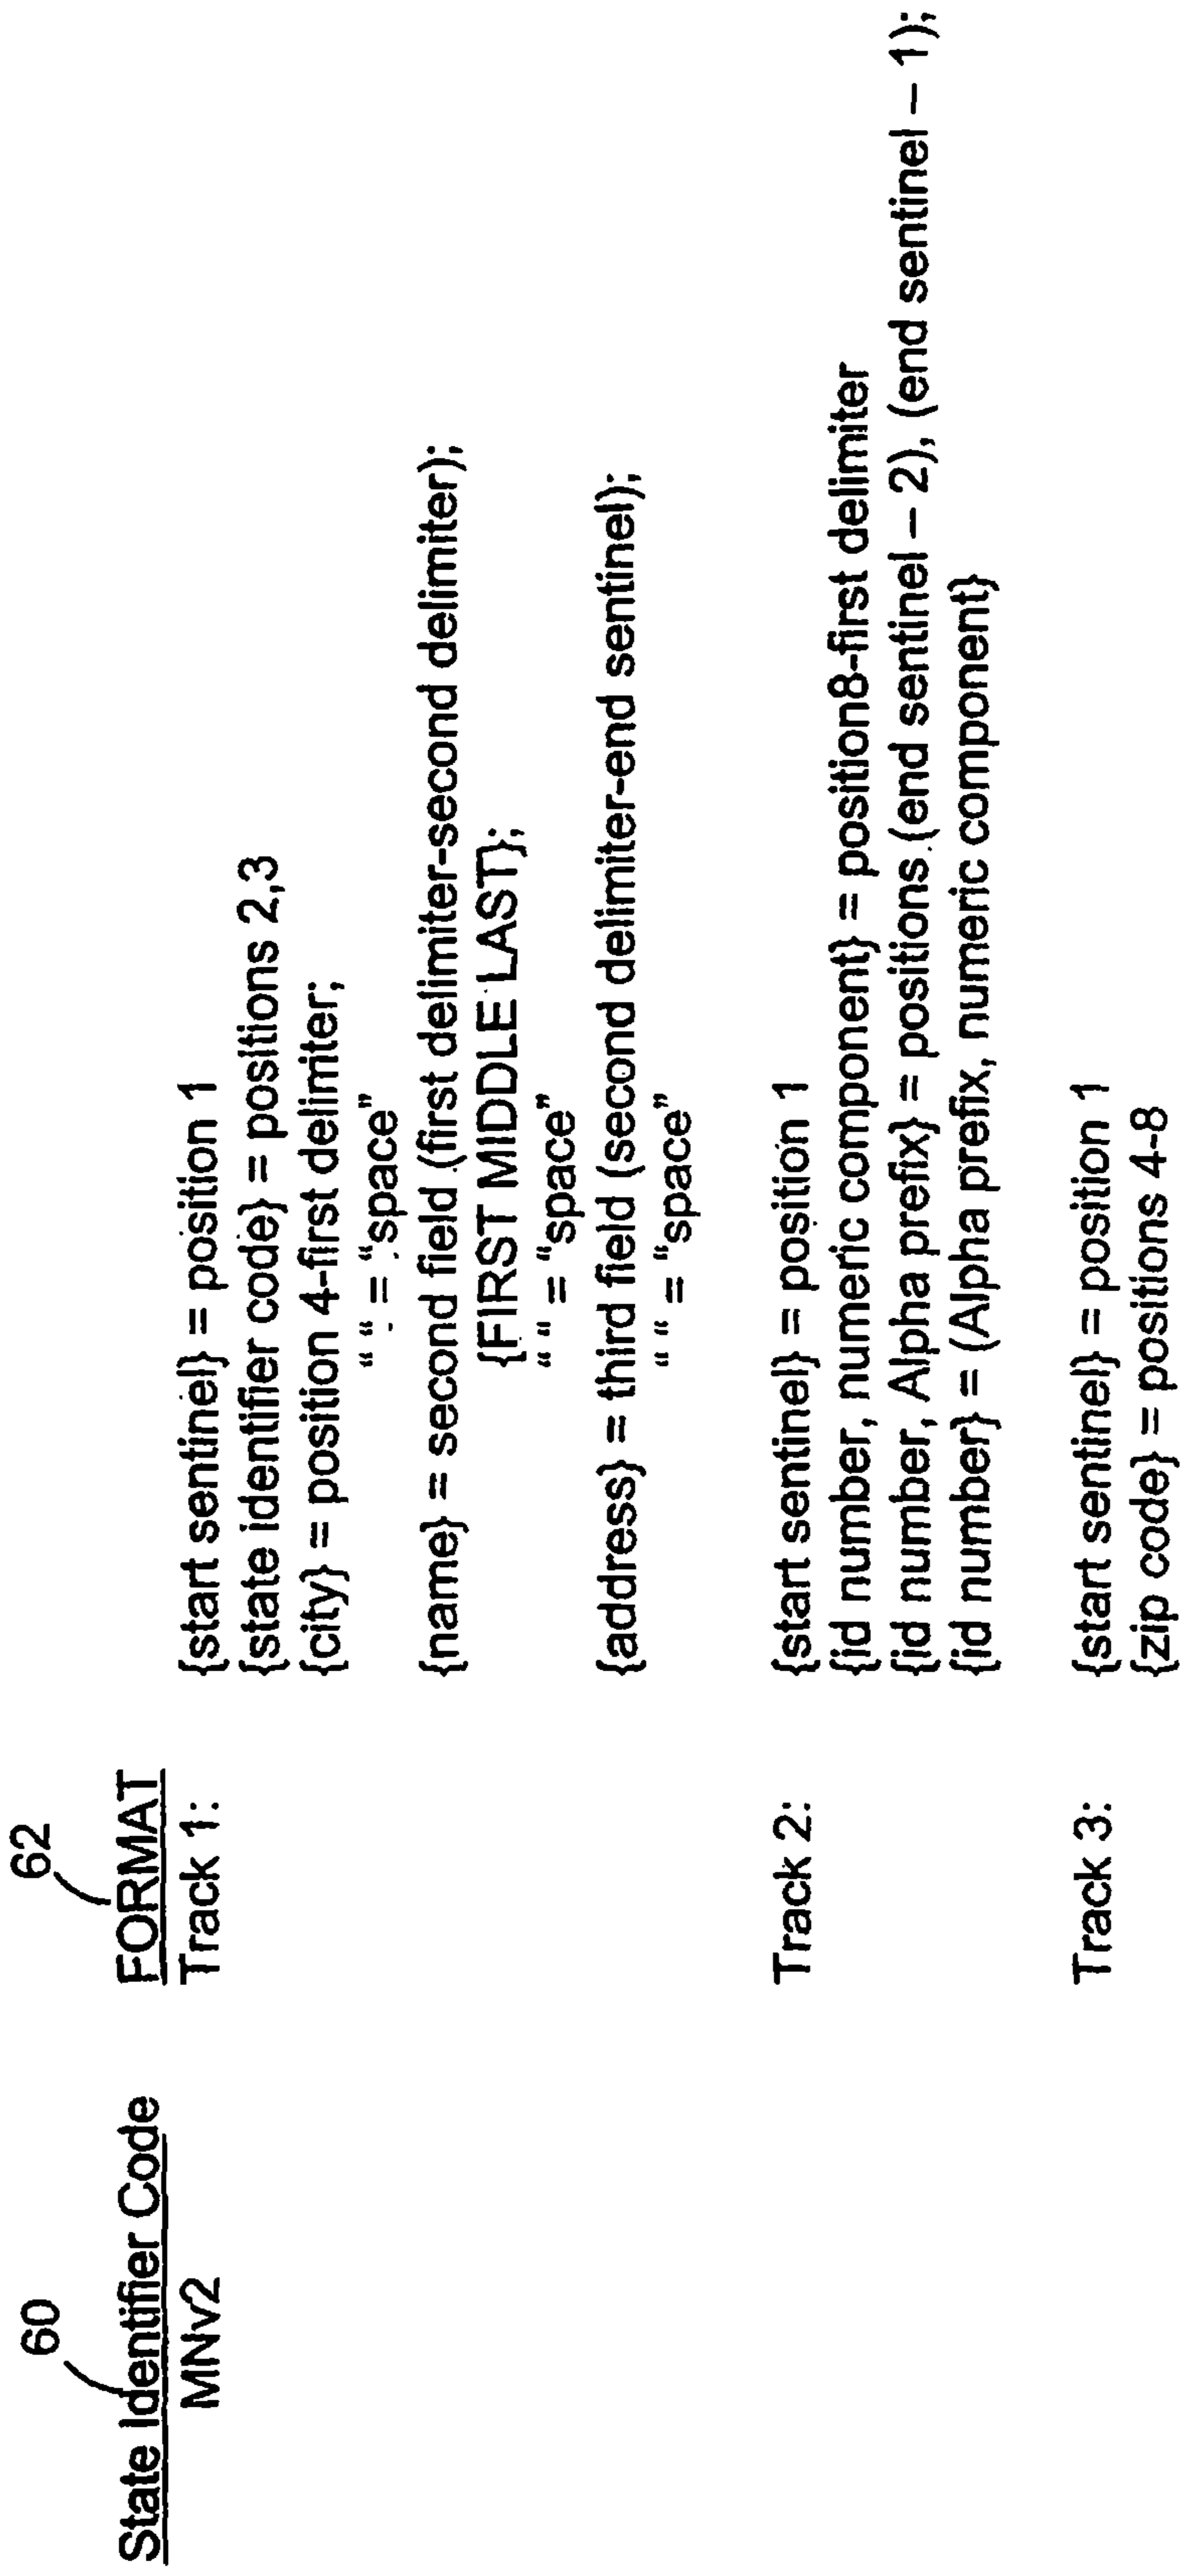 60 62
State Identifier Code FORMAT
MNv2 Track 1: {start sentinel} = position 1
{state identifier code} = positions 2,3
{city} = position 4-first delimiter;
“ “ = “space”
{name} = second field (first delimiter-second delimiter);
{FIRST MIDDLE LAST};
“ “ = “space”
{address} = third field (second delimiter-end sentinel);
“ “ = “space”
Track 2: {start sentinel} = position 1
{id number, numeric component} = position8-first delimiter
{id number, Alpha prefix} = positions (end sentinel – 2), (end sentinel – 1);
{id number} = (Alpha prefix, numeric component}
Track 3: {start sentinel} = position 1
{zip code} = positions 4-8